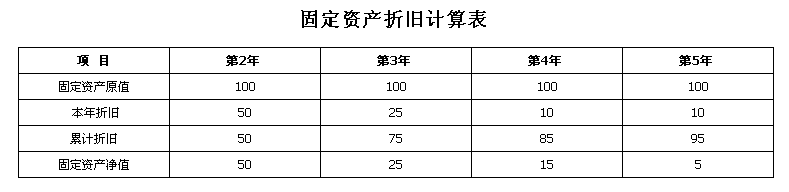 固定资产折旧计算表
项 目 第2年 第3年 第4年 第5年
固定资产原值 100 100 100 100
本年折旧 50 25 10 10
累计折旧 50 75 85 95
固定资产净值 50 25 15 5